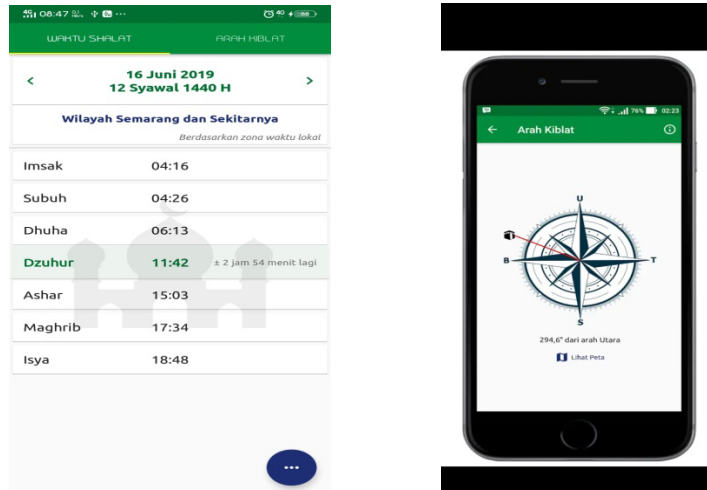 4G 08:47
WAKTU SHALAT ARAH KIBLAT
< 16 Juni 2019 >
12 Syawal 1440 H
Wilayah Semarang dan Sekitarnya
Berdasarkan zona waktu lokal
Imsak 04:16
Subuh 04:26
Dhuha 06:13
Dzuhur 11:42 ± 2 jam 54 menit lagi
Ashar 15:03
Maghrib 17:34
Isya 18:48
76% 02:23
Arah Kiblat
U
B T
S
294,6° dari arah Utara
Lihat Peta